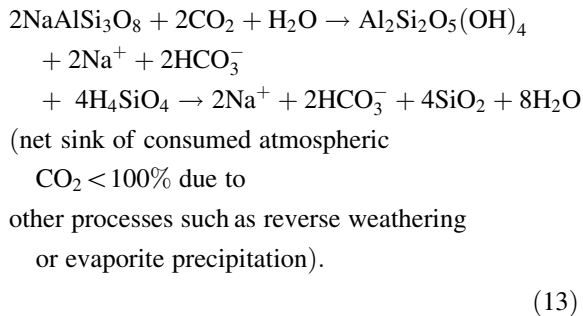 2NaAlSi₃O₈ + 2CO₂ + H₂O → Al₂Si₂O₅(OH)₄
+ 2Na⁺ + 2HCO₃⁻
+ 4H₄SiO₄ → 2Na⁺ + 2HCO₃⁻ + 4SiO₂ + 8H₂O
(net sink of consumed atmospheric
CO₂ < 100% due to
other processes such as reverse weathering
or evaporite precipitation).
(13)